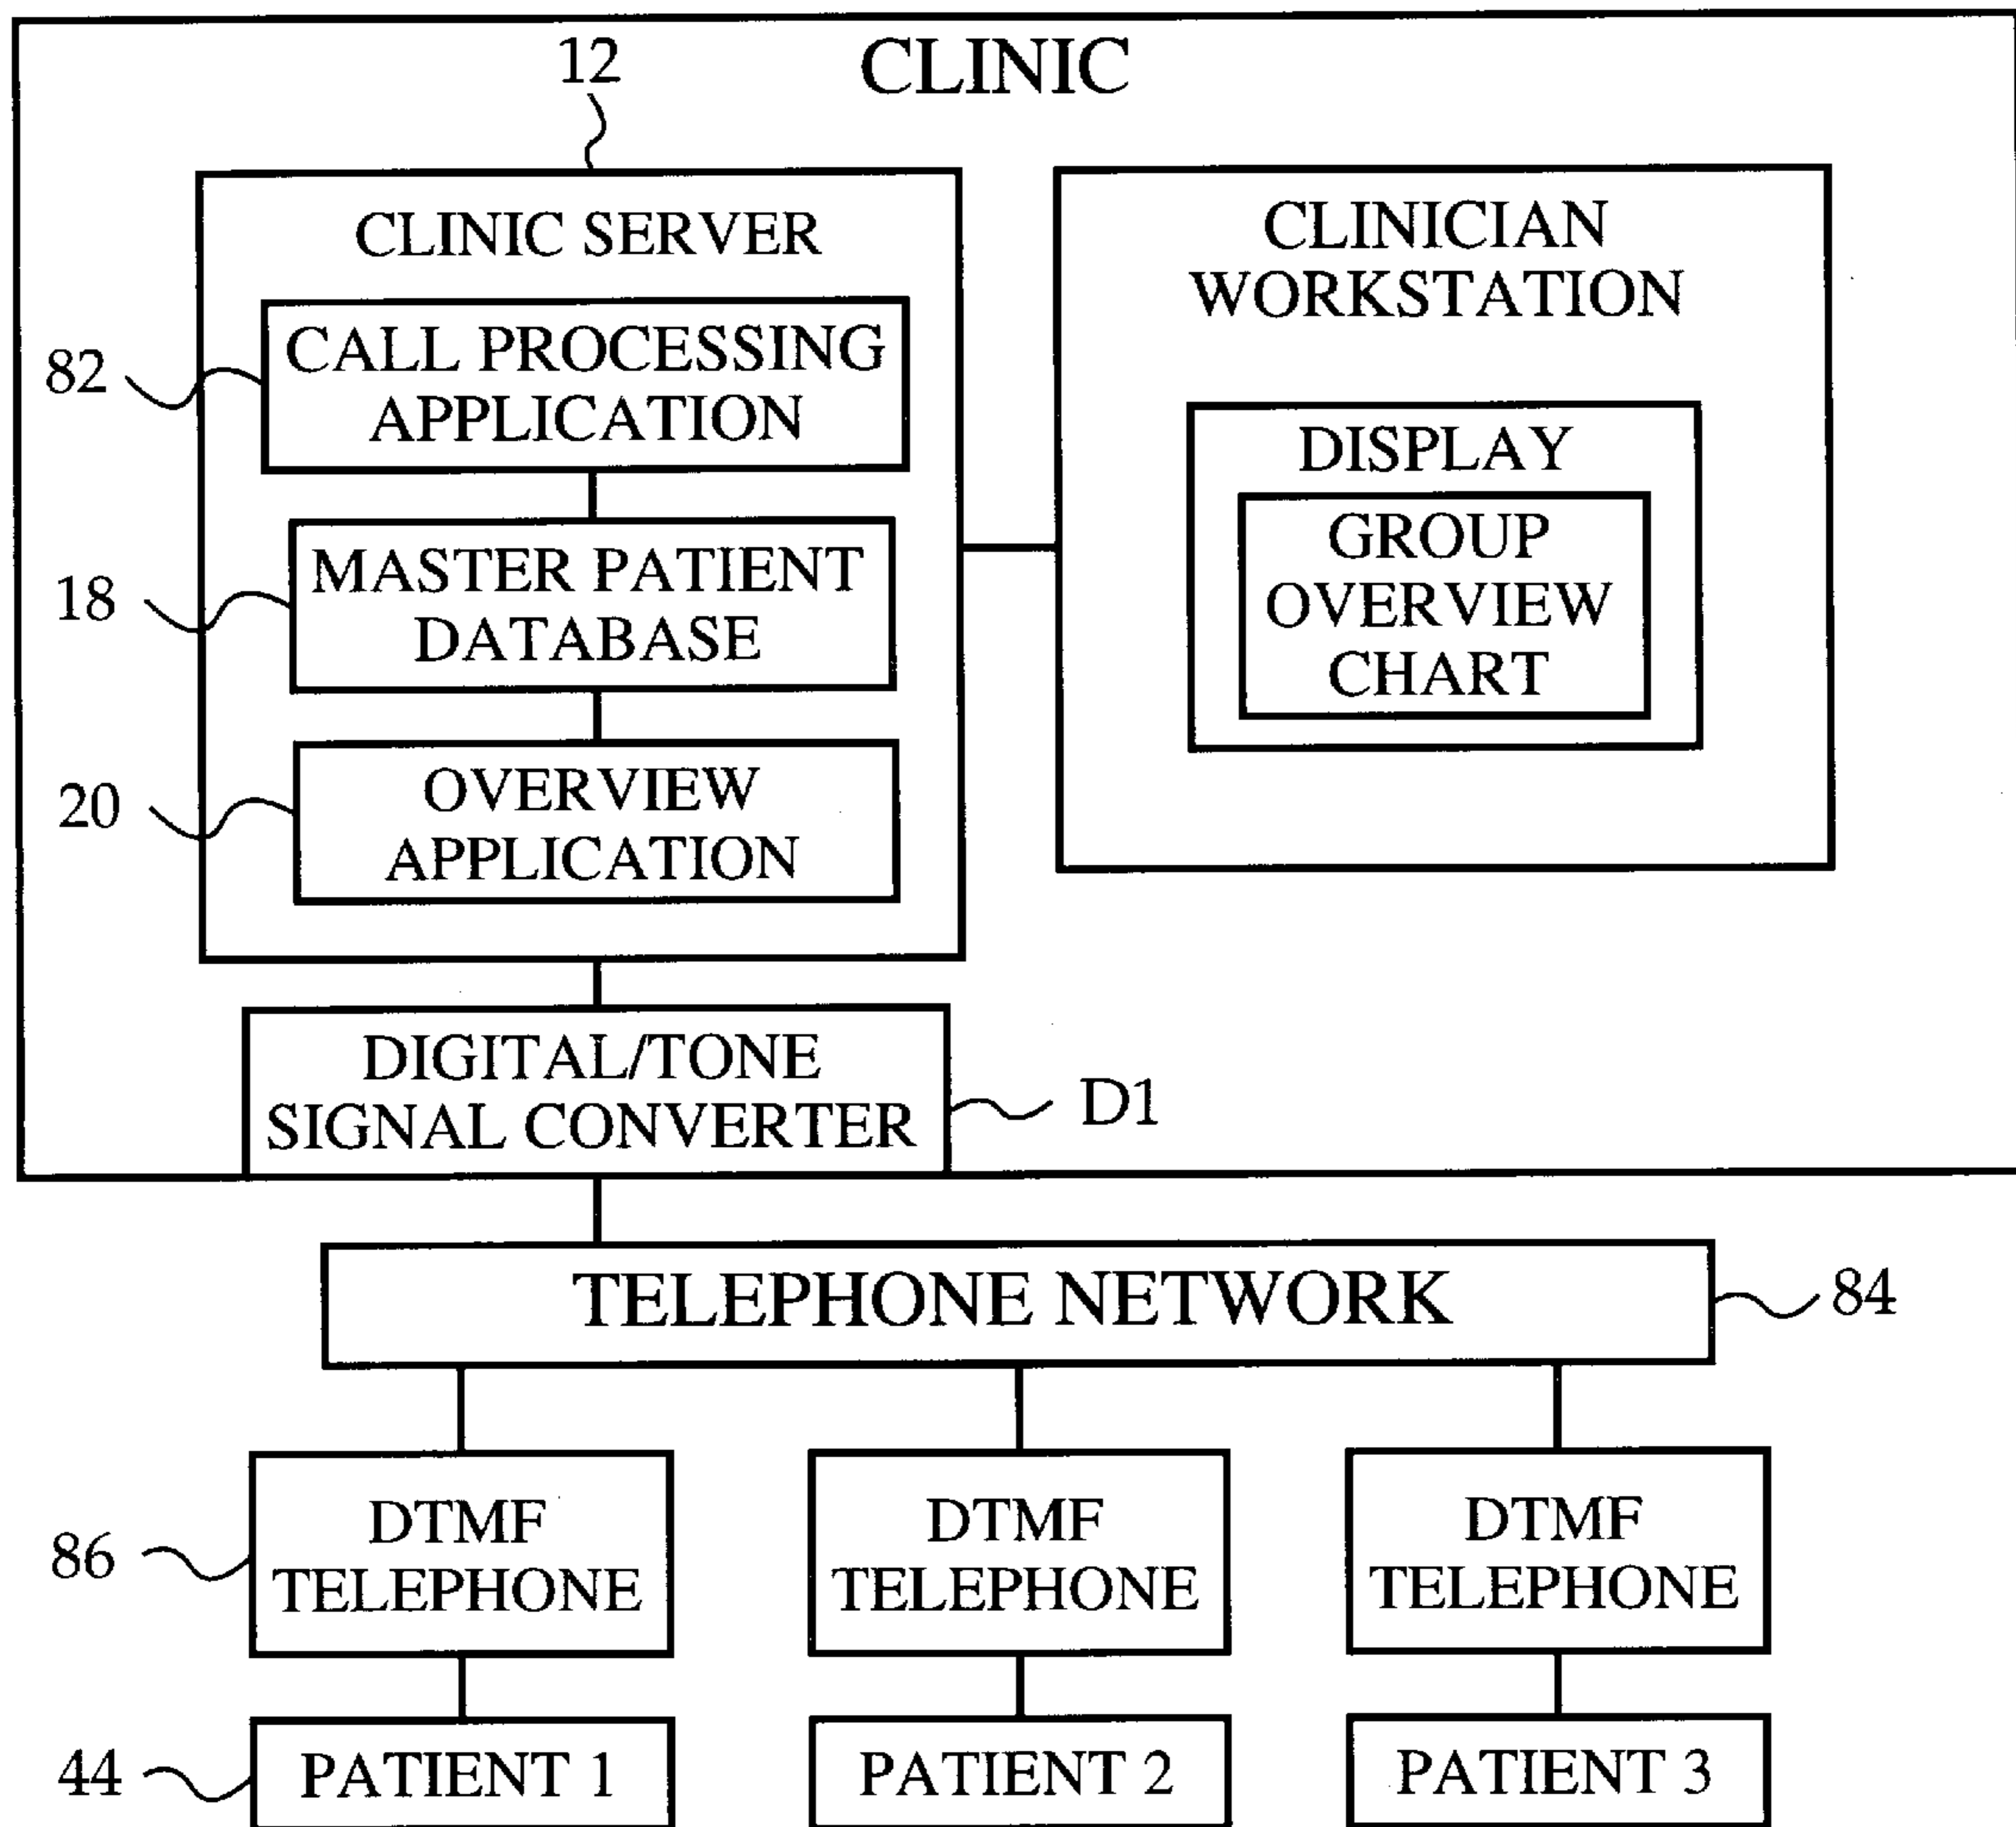 CLINIC
12
CLINIC SERVER
82
CALL PROCESSING
APPLICATION
18
MASTER PATIENT
DATABASE
20
OVERVIEW
APPLICATION
CLINICIAN
WORKSTATION
DISPLAY
GROUP
OVERVIEW
CHART
DIGITAL/TONE
SIGNAL CONVERTER
D1
TELEPHONE NETWORK
84
86
DTMF
TELEPHONE
DTMF
TELEPHONE
DTMF
TELEPHONE
44
PATIENT 1
PATIENT 2
PATIENT 3